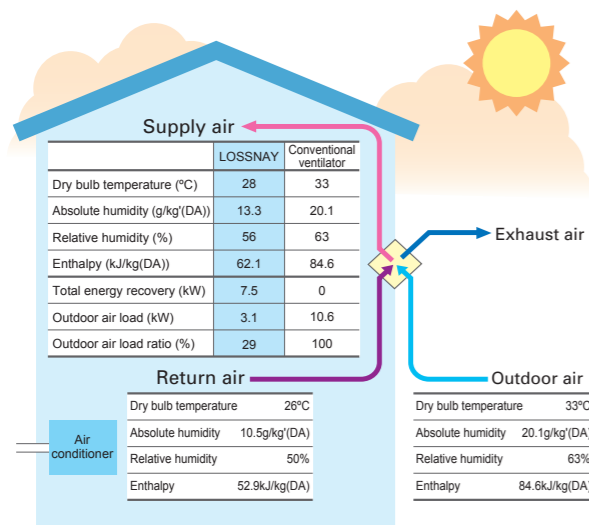 Supply air
LOSSNAY Conventional
ventilator
Dry bulb temperature (ºC) 28 33
Absolute humidity (g/kg'(DA)) 13.3 20.1
Relative humidity (%) 56 63
Enthalpy (kJ/kg(DA)) 62.1 84.6
Total energy recovery (kW) 7.5 0
Outdoor air load (kW) 3.1 10.6
Outdoor air load ratio (%) 29 100
Exhaust air
Return air
Dry bulb temperature 26ºC
Absolute humidity 10.5g/kg'(DA)
Relative humidity 50%
Enthalpy 52.9kJ/kg(DA)
Air
conditioner
Outdoor air
Dry bulb temperature 33ºC
Absolute humidity 20.1g/kg'(DA)
Relative humidity 63%
Enthalpy 84.6kJ/kg(DA)